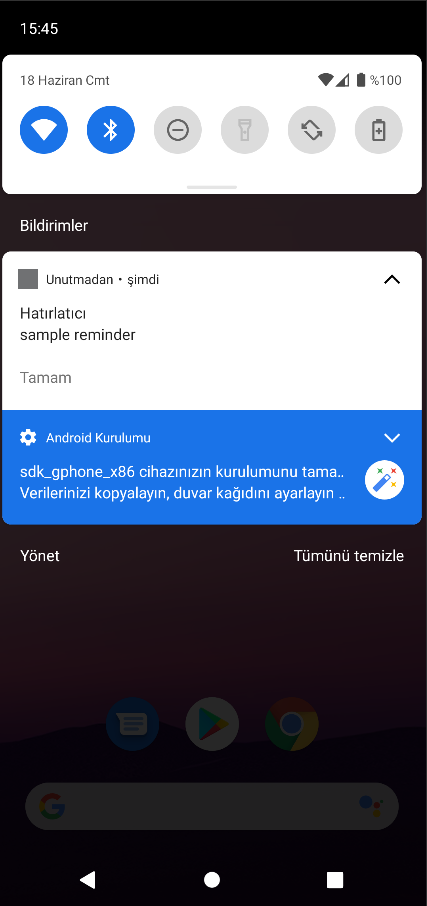 15:45
18 Haziran Cmt %100
Bildirimler
Unutmadan • şimdi
Hatırlatıcı
sample reminder
Tamam
Android Kurulumu
sdk_gphone_x86 cihazınızın kurulumunu tama..
Verilerinizi kopyalayın, duvar kağıdını ayarlayın ..
Yönet Tümünü temizle